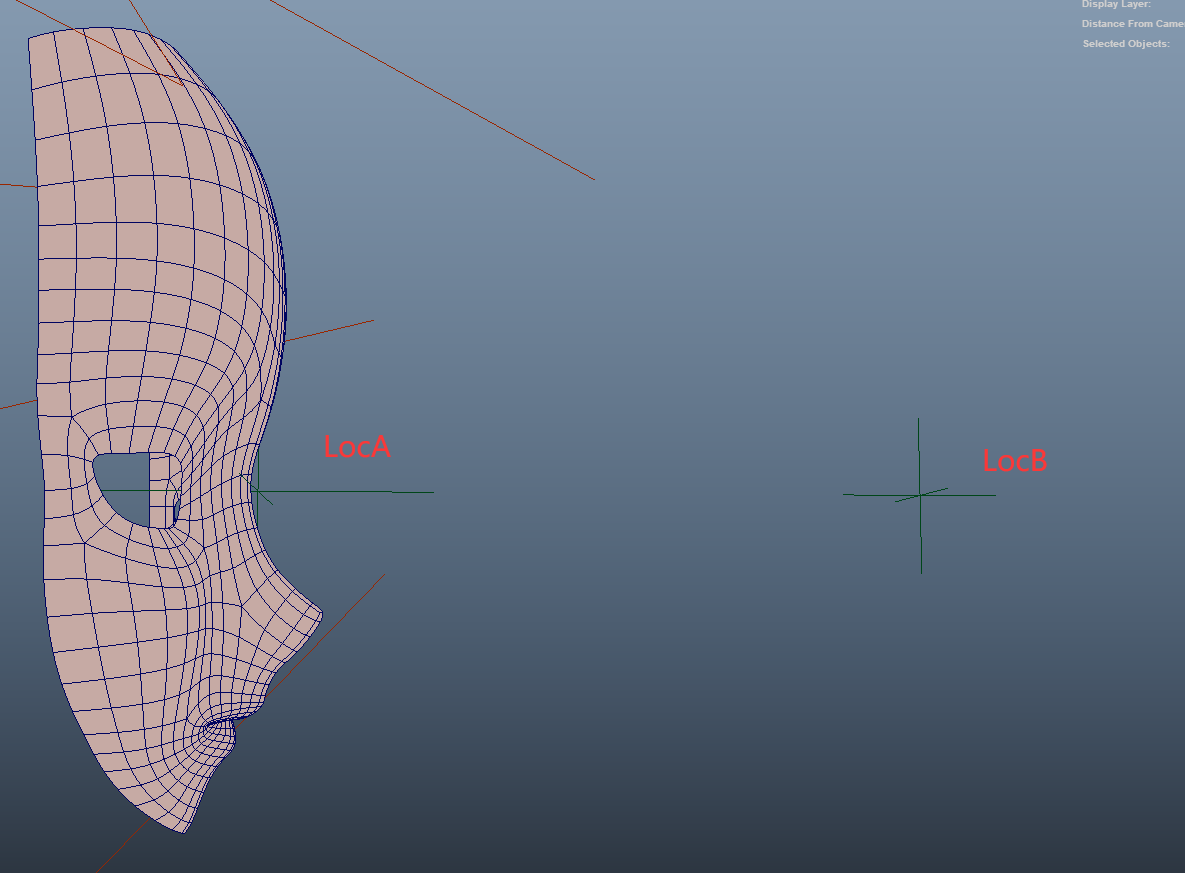 Display Layer:
Distance From Came
Selected Objects:
LocA
LocB